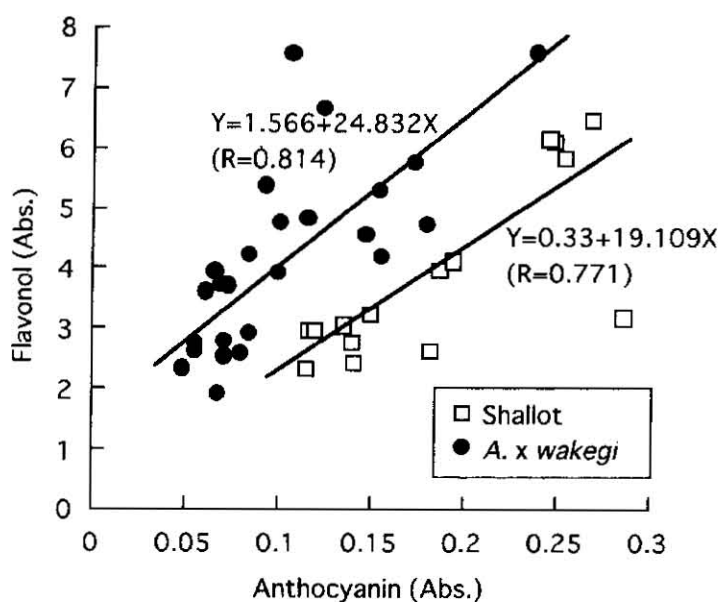 8
7
6
5
4
3
2
1
0
Flavonol (Abs.)
Y=1.566+24.832X
(R=0.814)
Y=0.33+19.109X
(R=0.771)
Shallot
A. x wakegi
0 0.05 0.1 0.15 0.2 0.25 0.3
Anthocyanin (Abs.)